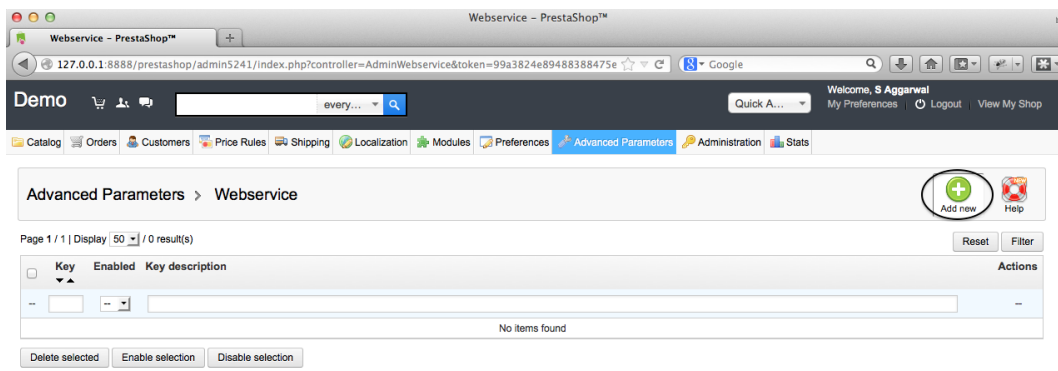 Webservice – PrestaShop™
Webservice – PrestaShop™
127.0.0.1:8888/prestashop/admin5241/index.php?controller=AdminWebservice&token=99a3824e89488388475e
Google
Demo
every...
Quick A...
Welcome, S Aggarwal
My Preferences Logout View My Shop
Catalog Orders Customers Price Rules Shipping Localization Modules Preferences Advanced Parameters Administration Stats
Advanced Parameters > Webservice
Add new
Help
Page 1 / 1 | Display 50 / 0 result(s)
Reset Filter
Key Enabled Key description Actions
-- -- --
No items found
Delete selected Enable selection Disable selection